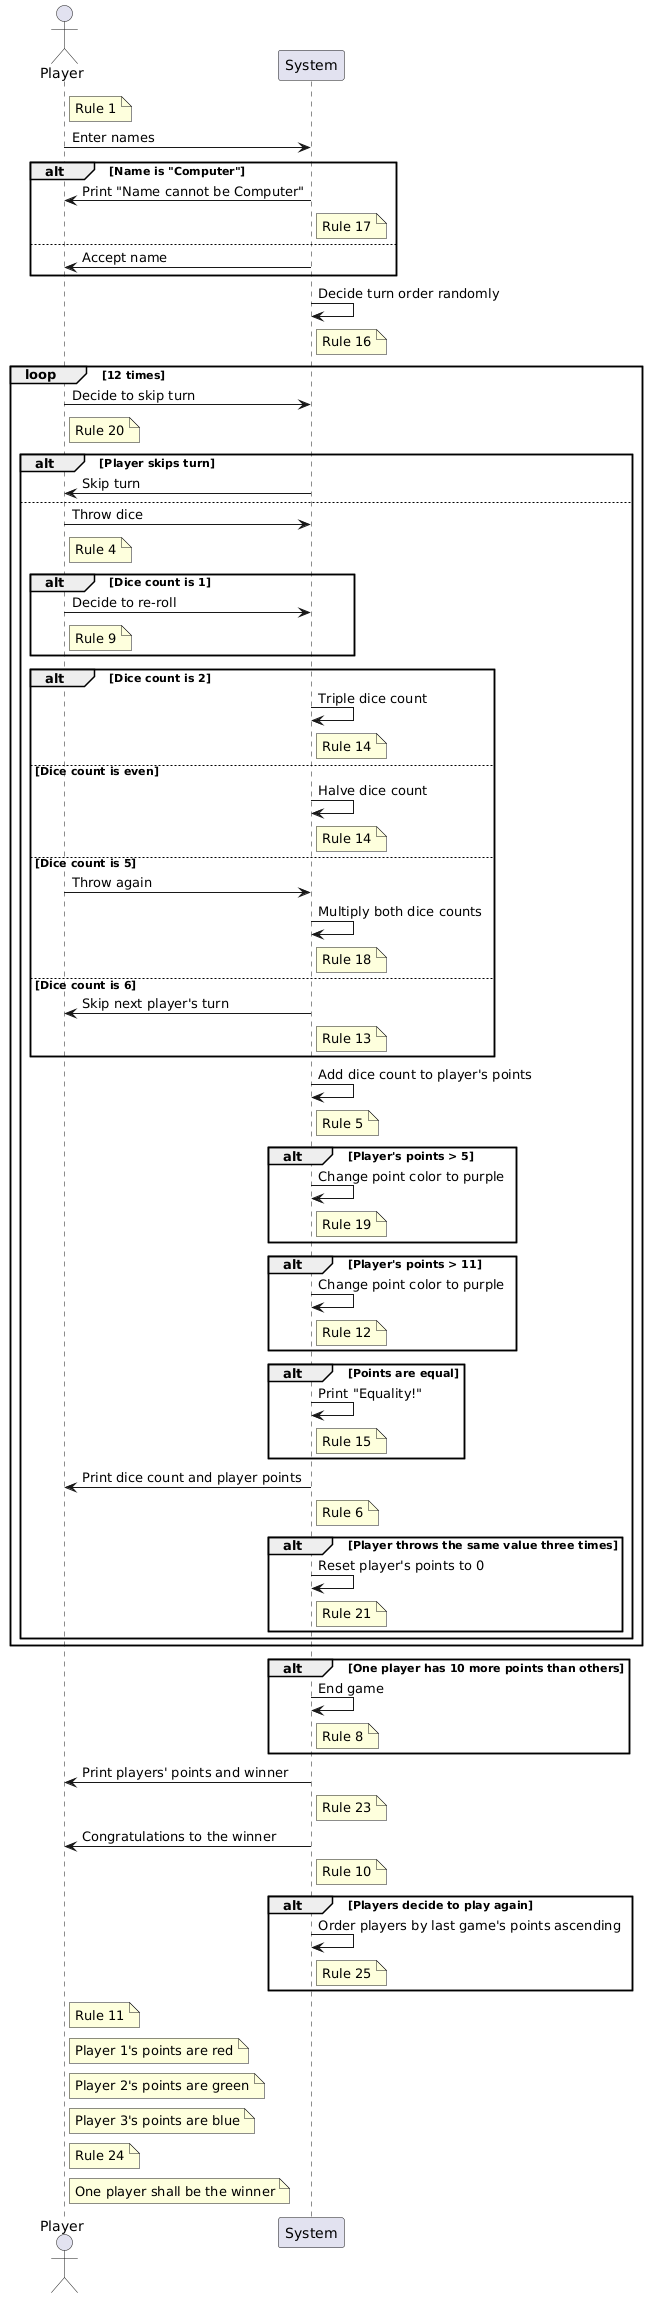 Player
System
Rule 1
Enter names
alt [Name is "Computer"]
Print "Name cannot be Computer"
Rule 17
Accept name
Decide turn order randomly
Rule 16
loop [12 times]
Decide to skip turn
Rule 20
alt [Player skips turn]
Skip turn
Throw dice
Rule 4
alt [Dice count is 1]
Decide to re-roll
Rule 9
alt [Dice count is 2]
Triple dice count
Rule 14
[Dice count is even]
Halve dice count
Rule 14
[Dice count is 5]
Throw again
Multiply both dice counts
Rule 18
[Dice count is 6]
Skip next player's turn
Rule 13
Add dice count to player's points
Rule 5
alt [Player's points > 5]
Change point color to purple
Rule 19
alt [Player's points > 11]
Change point color to purple
Rule 12
alt [Points are equal]
Print "Equality!"
Rule 15
Print dice count and player points
Rule 6
alt [Player throws the same value three times]
Reset player's points to 0
Rule 21
alt [One player has 10 more points than others]
End game
Rule 8
Print players' points and winner
Rule 23
Congratulations to the winner
Rule 10
alt [Players decide to play again]
Order players by last game's points ascending
Rule 25
Rule 11
Player 1's points are red
Player 2's points are green
Player 3's points are blue
Rule 24
One player shall be the winner
Player
System